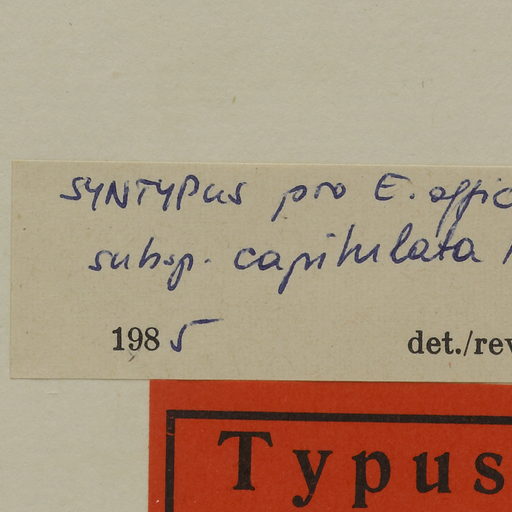 SYNTYPUS pro E. offic
subsp. capitulata
1985 det./rev
Typus